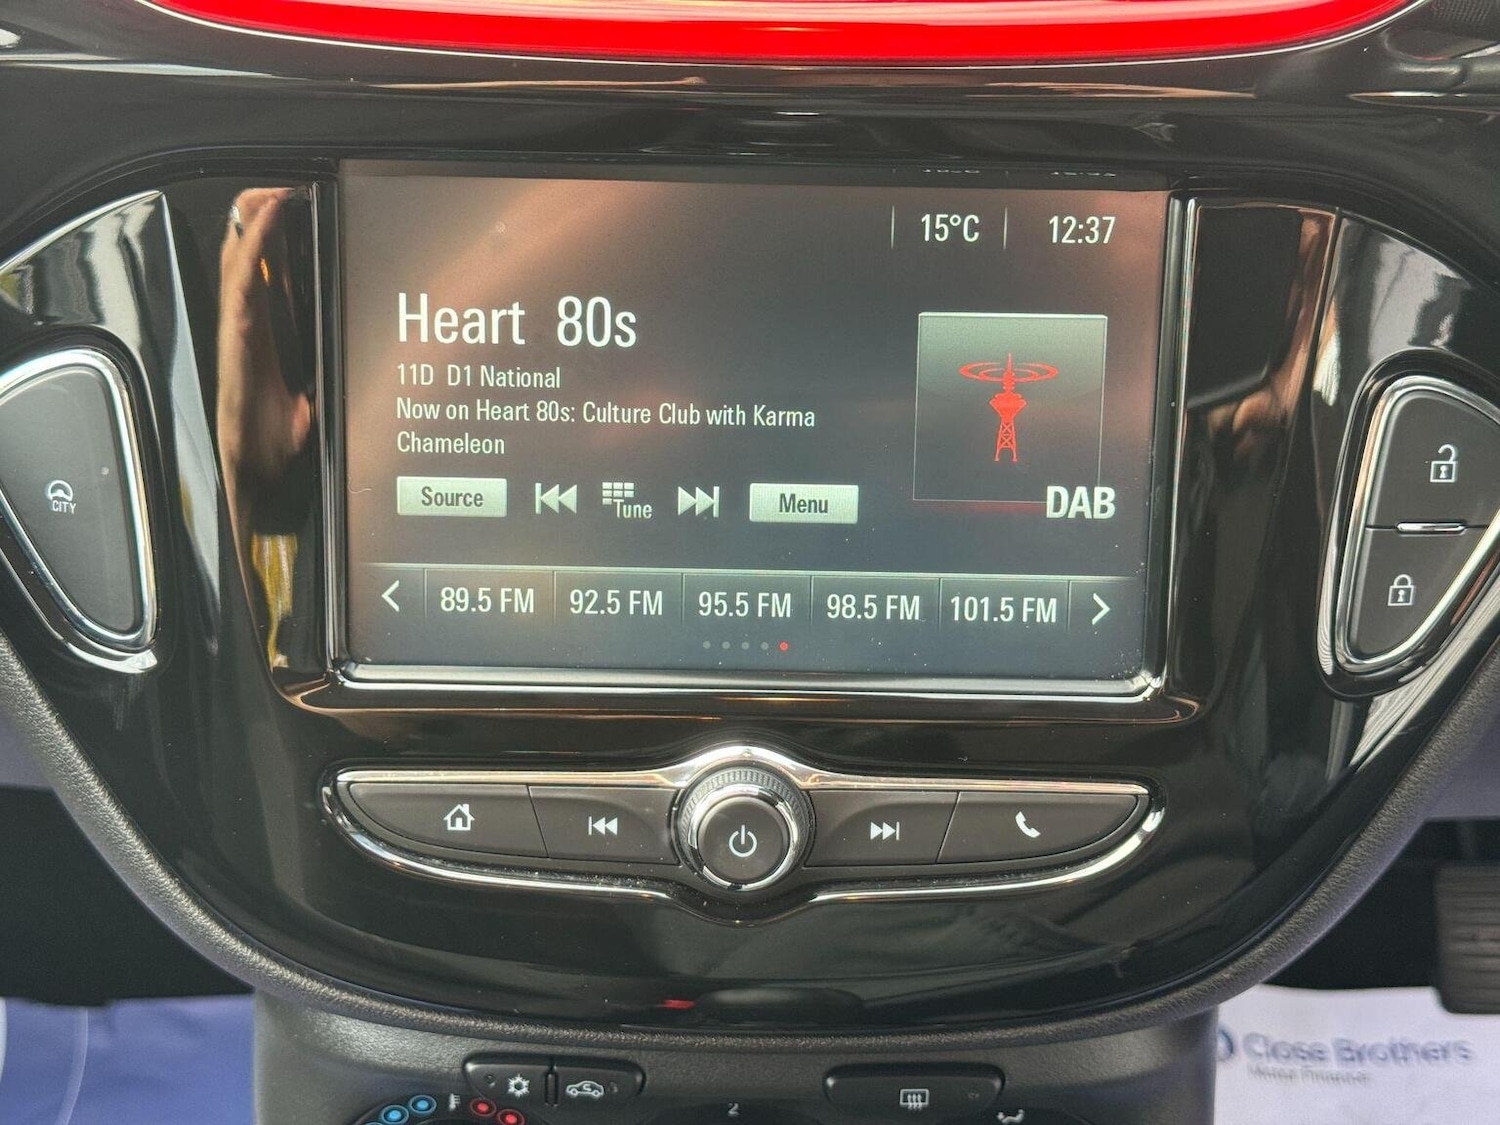 15°C 12:37
Heart 80s
11D D1 National
Now on Heart 80s: Culture Club with Karma
Chameleon
Source Tune Menu
DAB
89.5 FM 92.5 FM 95.5 FM 98.5 FM 101.5 FM
CITY
Close Brothers
2